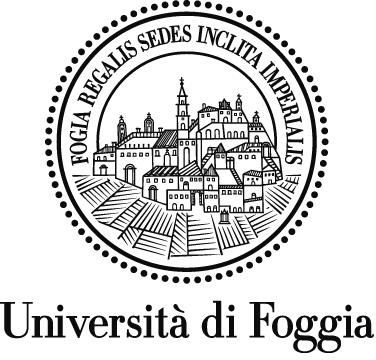 FOGIA REGALIS SEDES INCLITA IMPERIALIS
Università di Foggia